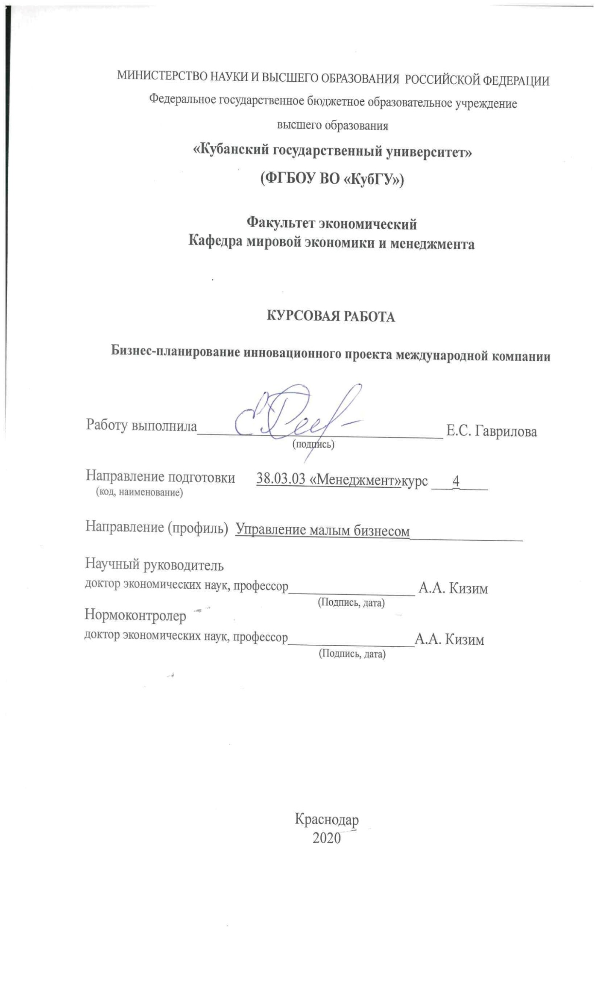 МИНИСТЕРСТВО НАУКИ И ВЫСШЕГО ОБРАЗОВАНИЯ РОССИЙСКОЙ ФЕДЕРАЦИИ
Федеральное государственное бюджетное образовательное учреждение
высшего образования
«Кубанский государственный университет»
(ФГБОУ ВО «КубГУ»)
Факультет экономический
Кафедра мировой экономики и менеджмента
КУРСОВАЯ РАБОТА
Бизнес-планирование инновационного проекта международной компании
Работу выполнила Е.С. Гаврилова
(подпись)
Направление подготовки 38.03.03 «Менеджмент»курс 4
(код, наименование)
Направление (профиль) Управление малым бизнесом
Научный руководитель
доктор экономических наук, профессор А.А. Кизим
(Подпись, дата)
Нормоконтролер
доктор экономических наук, профессор А.А. Кизим
(Подпись, дата)
Краснодар
2020